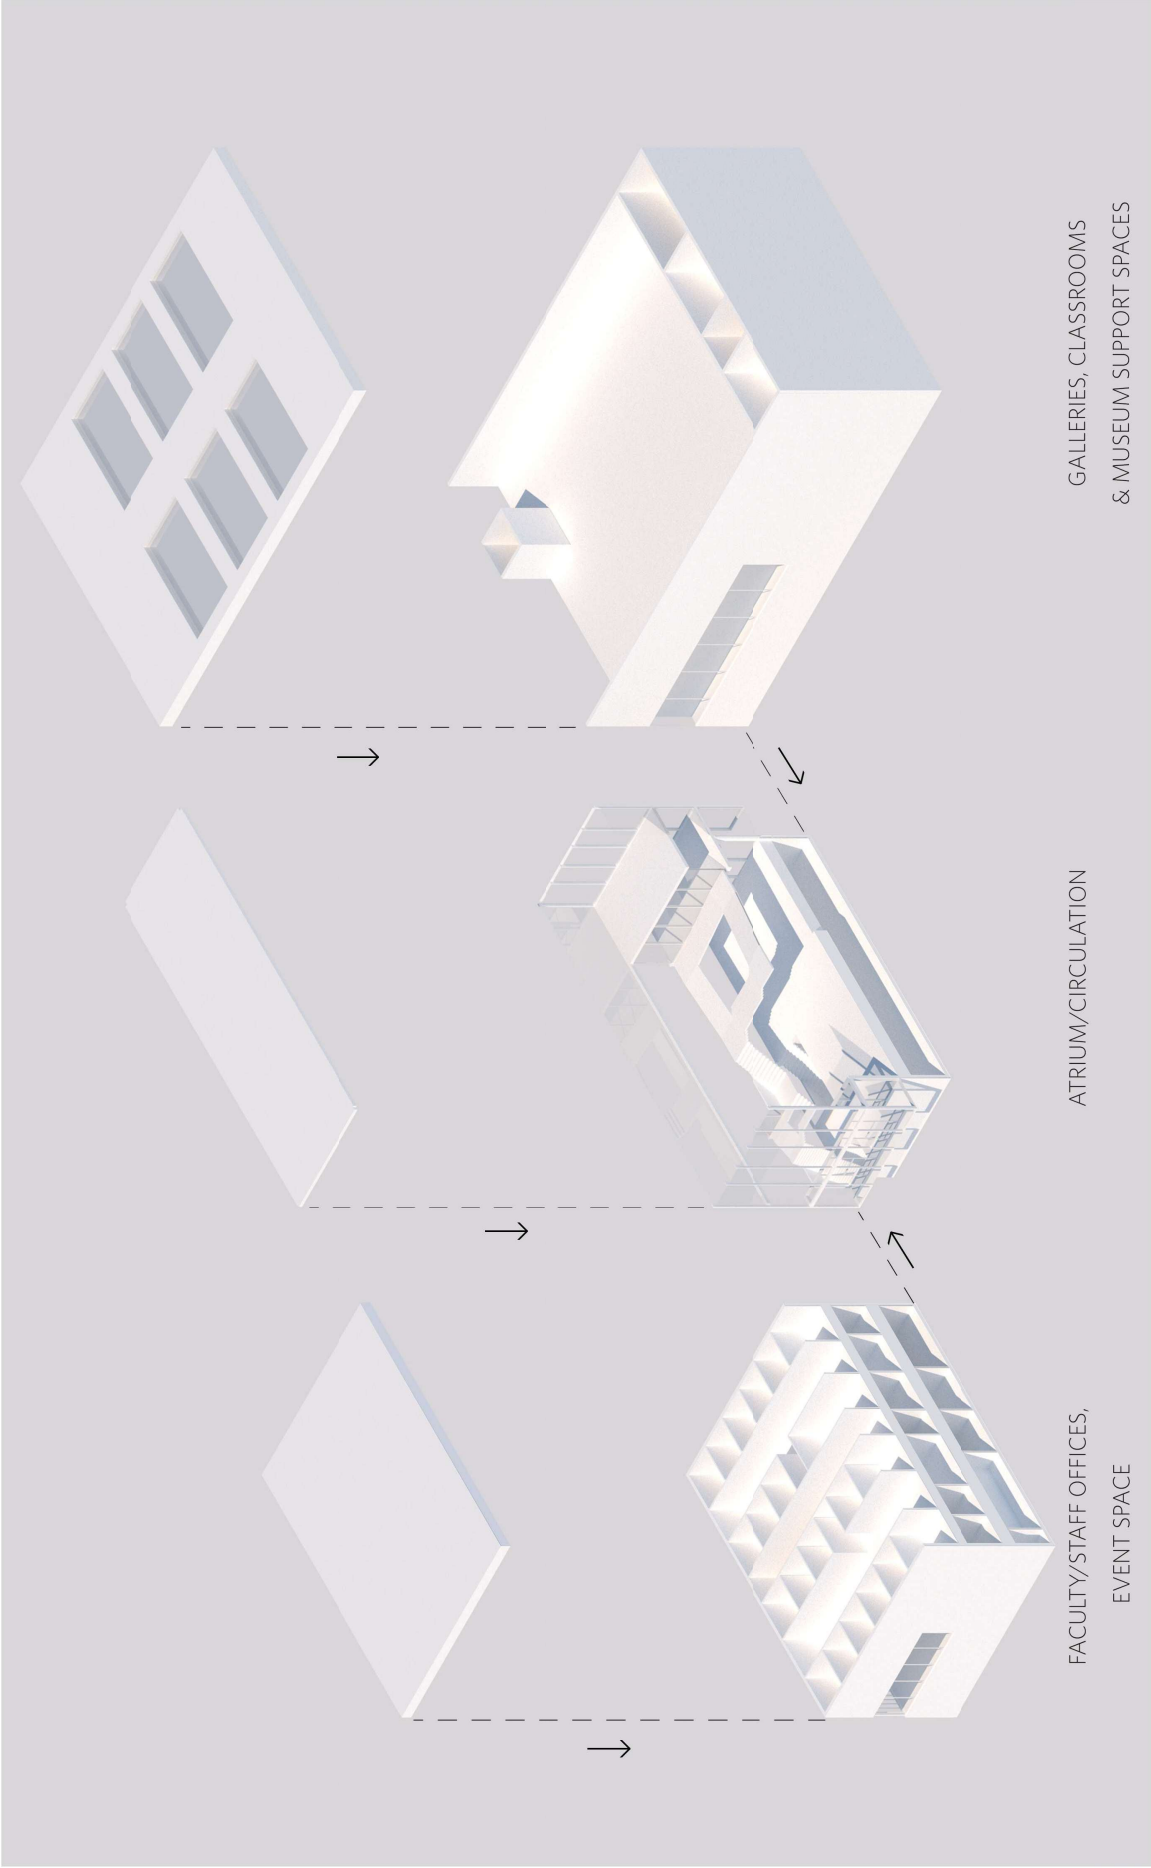 FACULTY/STAFF OFFICES,
EVENT SPACE
ATRIUM/CIRCULATION
GALLERIES, CLASSROOMS
& MUSEUM SUPPORT SPACES